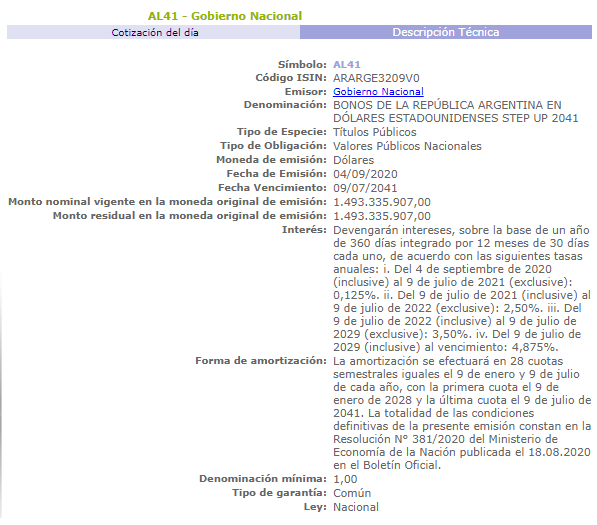 AL41 - Gobierno Nacional
Cotización del día
Descripción Técnica
Símbolo: AL41
Código ISIN: ARARGE3209V0
Emisor: Gobierno Nacional
Denominación: BONOS DE LA REPÚBLICA ARGENTINA EN
DÓLARES ESTADOUNIDENSES STEP UP 2041
Tipo de Especie: Títulos Públicos
Tipo de Obligación: Valores Públicos Nacionales
Moneda de emisión: Dólares
Fecha de Emisión: 04/09/2020
Fecha Vencimiento: 09/07/2041
Monto nominal vigente en la moneda original de emisión: 1.493.335.907,00
Monto residual en la moneda original de emisión: 1.493.335.907,00
Interés: Devengarán intereses, sobre la base de un año
de 360 días integrado por 12 meses de 30 días
cada uno, de acuerdo con las siguientes tasas
anuales: i. Del 4 de septiembre de 2020
(inclusive) al 9 de julio de 2021 (exclusive):
0,125%. ii. Del 9 de julio de 2021 (inclusive) al
9 de julio de 2022 (exclusive): 2,50%. iii. Del
9 de julio de 2022 (inclusive) al 9 de julio de
2029 (exclusive): 3,50%. iv. Del 9 de julio de
2029 (inclusive) al vencimiento: 4,875%.
Forma de amortización: La amortización se efectuará en 28 cuotas
semestrales iguales el 9 de enero y 9 de julio
de cada año, con la primera cuota el 9 de
enero de 2028 y la última cuota el 9 de julio de
2041. La totalidad de las condiciones
definitivas de la presente emisión constan en la
Resolución N° 381/2020 del Ministerio de
Economía de la Nación publicada el 18.08.2020
en el Boletín Oficial.
Denominación mínima: 1,00
Tipo de garantía: Común
Ley: Nacional